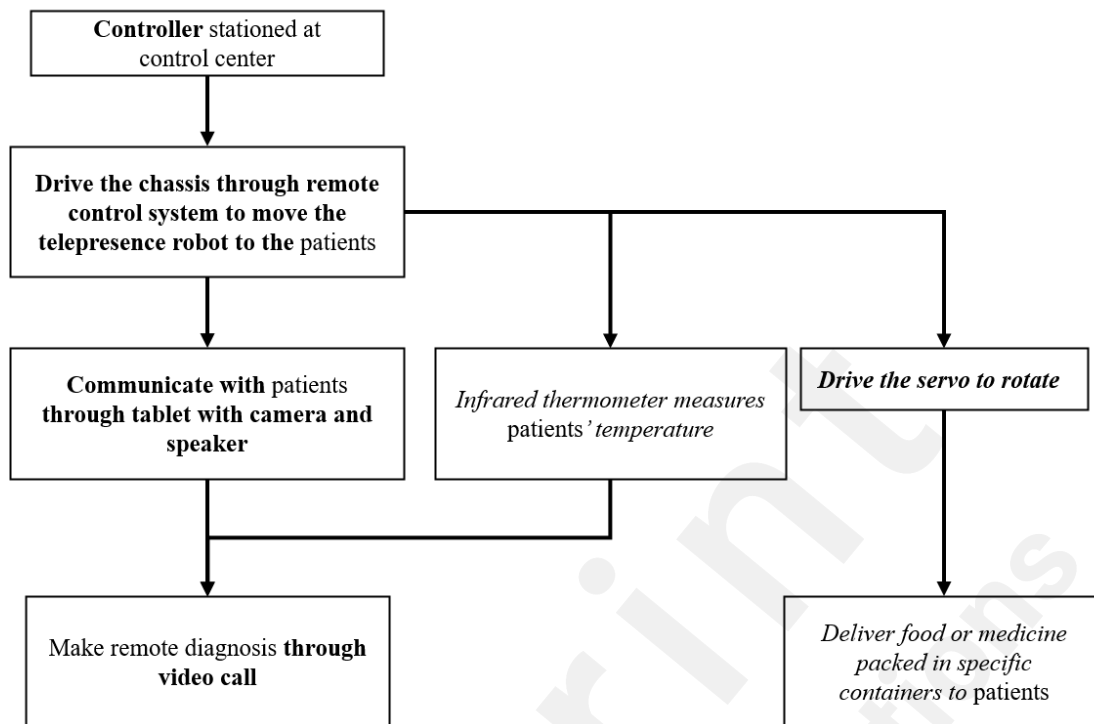 Controller stationed at
control center
Drive the chassis through remote
control system to move the
telepresence robot to the patients
Communicate with patients
through tablet with camera and
speaker
Infrared thermometer measures
patients’ temperature
Drive the servo to rotate
Make remote diagnosis through
video call
Deliver food or medicine
packed in specific
containers to patients
rint
tions